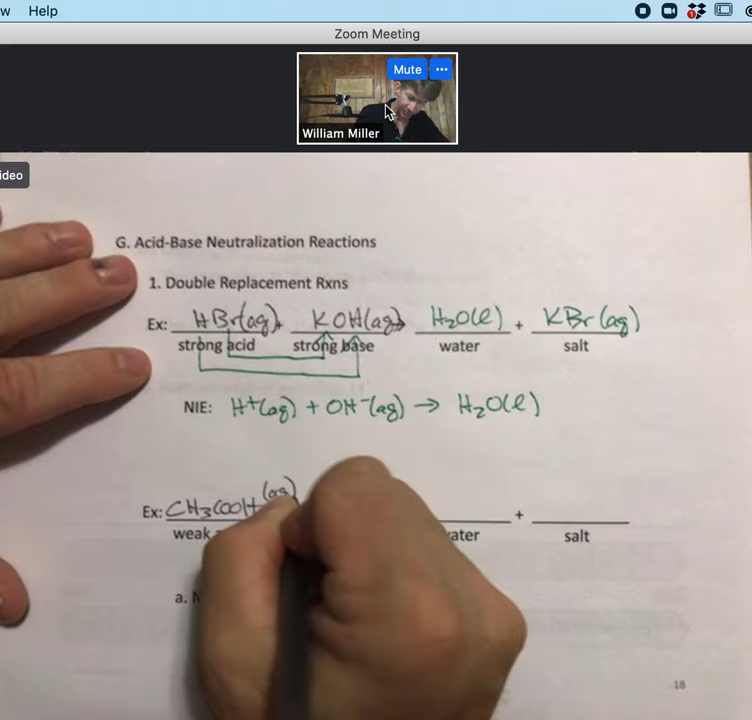 Help
Zoom Meeting
Mute
William Miller
ideo
G. Acid-Base Neutralization Reactions
1. Double Replacement Rxns
Ex: HBr(aq) + KOH(aq) → H2O(l) + KBr(aq)
strong acid strong base water salt
NIE: H+(aq) + OH-(aq) → H2O(l)
Ex: CH3COOH(aq) + 
weak ater salt
a.
18